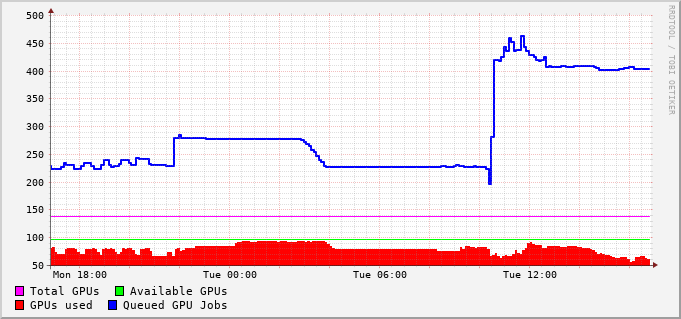 500
450
400
350
300
250
200
150
100
50
Mon 18:00 Tue 00:00 Tue 06:00 Tue 12:00
Total GPUs Available GPUs
GPUs used Queued GPU Jobs
RRDTOOL / TOBI OETIKER